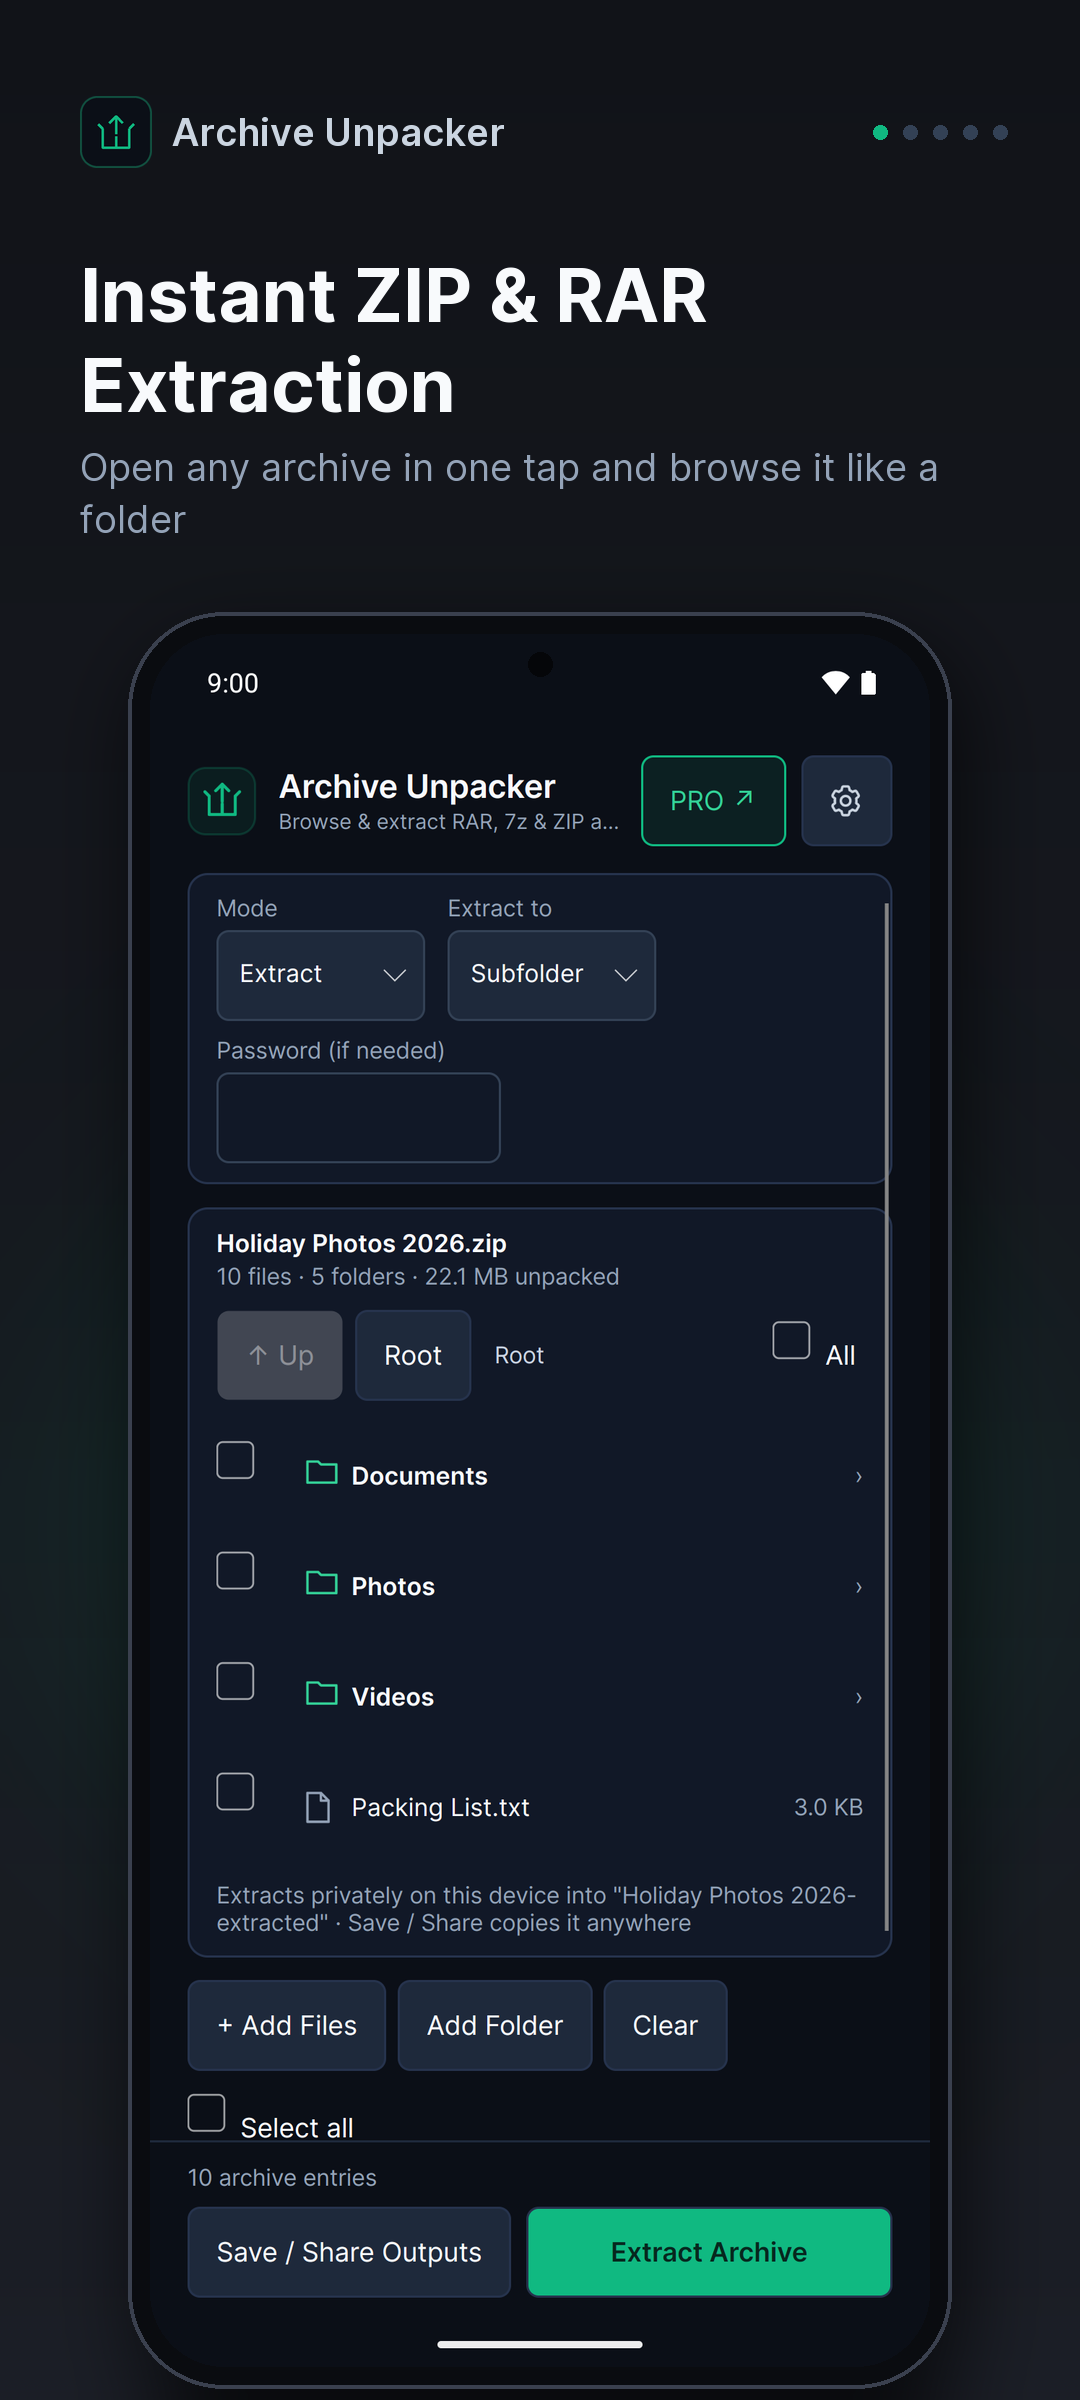 Archive Unpacker
Instant ZIP & RAR
Extraction
Open any archive in one tap and browse it like a
folder
9:00
Archive Unpacker
Browse & extract RAR, 7z & ZIP a...
PRO ↗
Mode
Extract to
Extract
Subfolder
Password (if needed)
Holiday Photos 2026.zip
10 files · 5 folders · 22.1 MB unpacked
↑ Up
Root
Root
All
Documents ›
Photos ›
Videos ›
Packing List.txt
3.0 KB
Extracts privately on this device into "Holiday Photos 2026-
extracted" · Save / Share copies it anywhere
+ Add Files
Add Folder
Clear
Select all
10 archive entries
Save / Share Outputs
Extract Archive